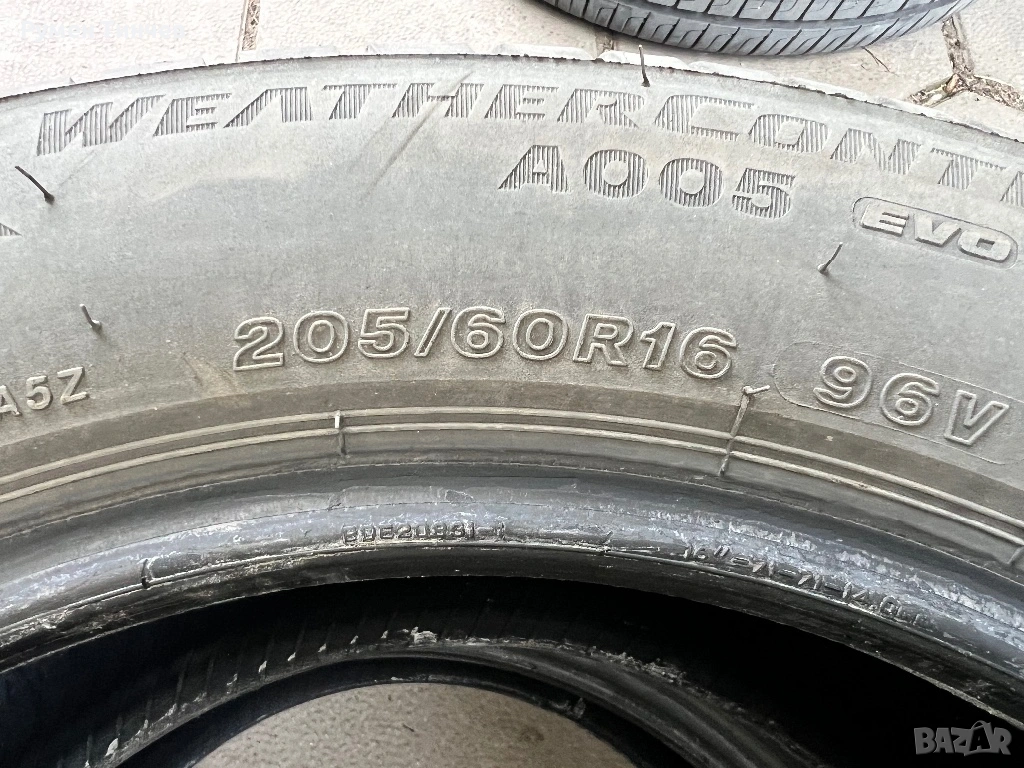 WEATHERCONT
A005
EVO
205/60R16
96V
A5Z
BAZAR